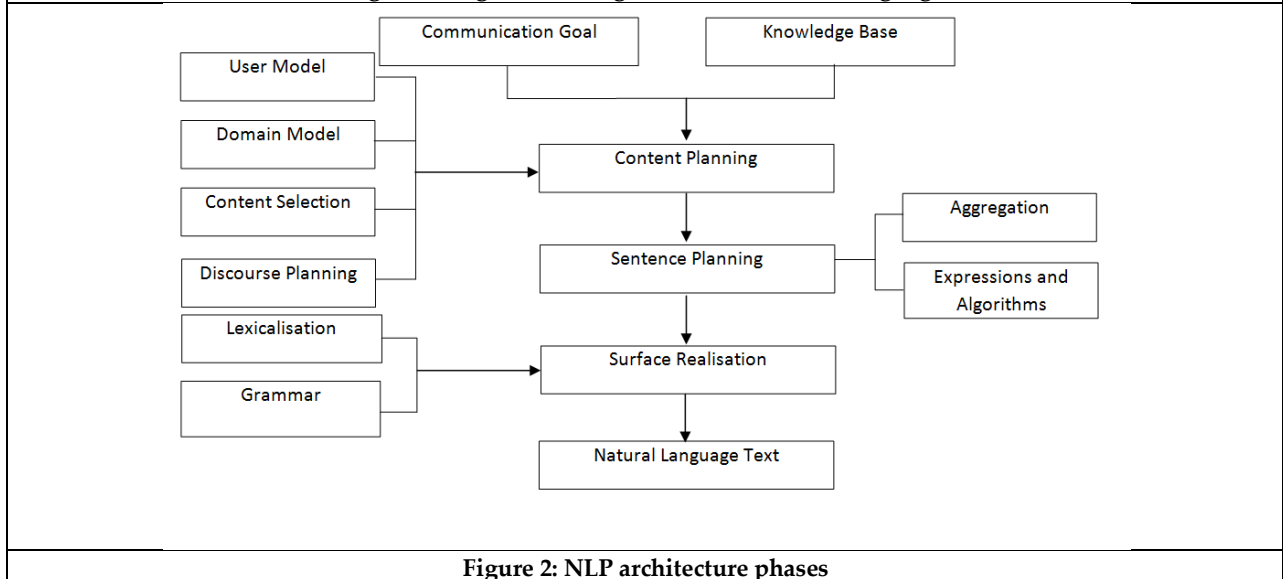 Communication Goal
Knowledge Base
User Model
Domain Model
Content Planning
Content Selection
Aggregation
Sentence Planning
Discourse Planning
Expressions and
Algorithms
Lexicalisation
Surface Realisation
Grammar
Natural Language Text
Figure 2: NLP architecture phases